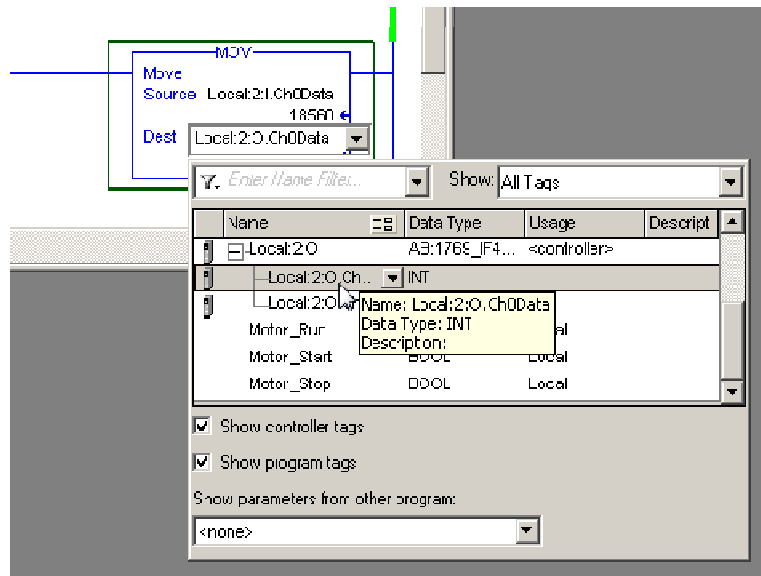 MOV
Move
Source Local:2:I.Ch0Data
18560
Dest Local:2:O.Ch0Data
Enter Name Filter... Show: All Tags
Name Data Type Usage Descript
Local:2:O AB:1769_IF4... <controller>
Local:2:O.Ch.. INT
Local:2:O
Name: Local:2:O.Ch0Data
Data Type: INT
Description:
Motor_Run
Motor_Start BOOL Local
Motor_Stop BOOL Local
Show controller tags
Show program tags
Show parameters from other program:
<none>